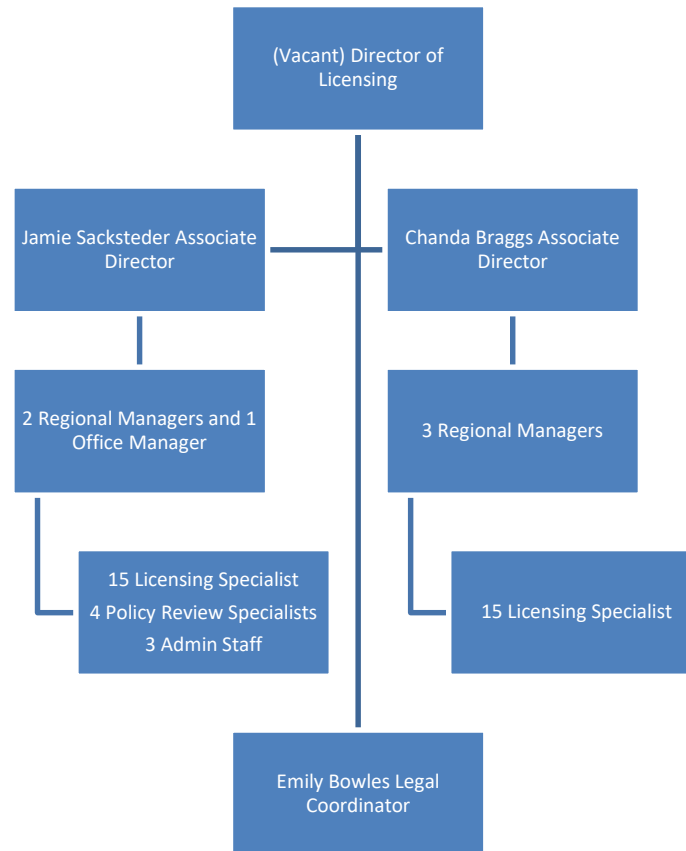 (Vacant) Director of
Licensing
Jamie Sacksteder Associate
Director
Chanda Braggs Associate
Director
2 Regional Managers and 1
Office Manager
3 Regional Managers
15 Licensing Specialist
4 Policy Review Specialists
3 Admin Staff
15 Licensing Specialist
Emily Bowles Legal
Coordinator